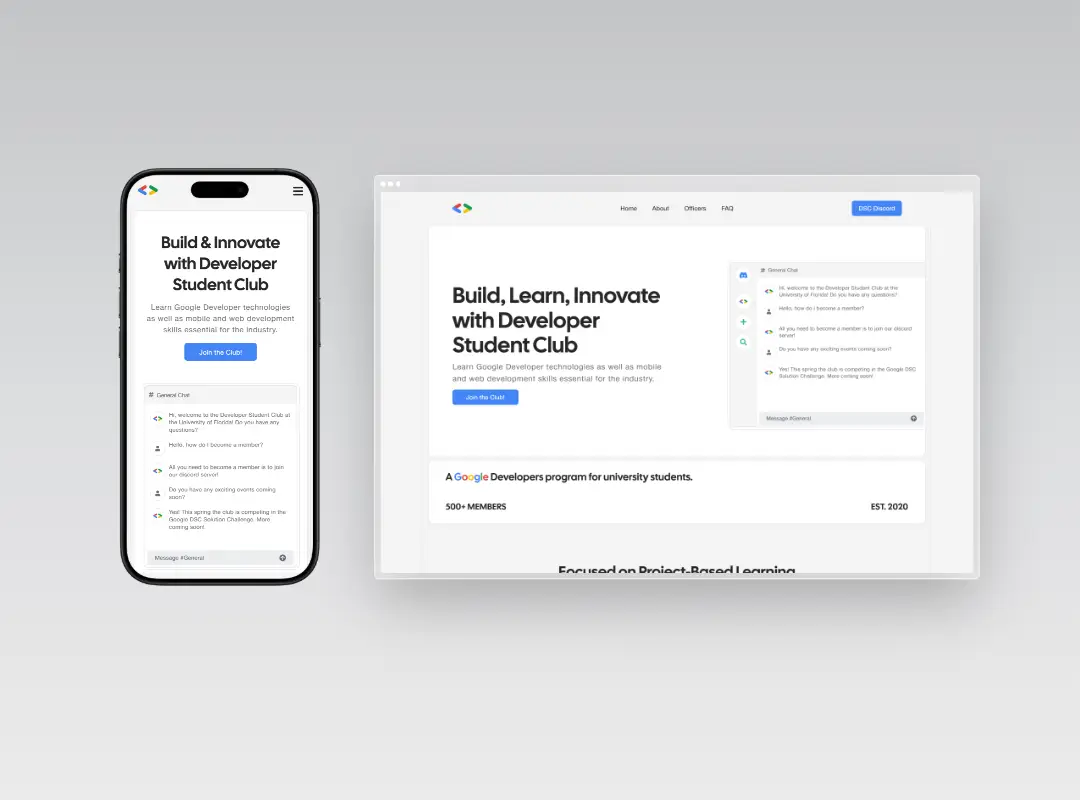 Build & Innovate
with Developer
Student Club
Learn Google Developer technologies
as well as mobile and web development
skills essential for the industry.
Join the Club!
# General Chat
Hi, welcome to the Developer Student Club at
the University of Florida! Do you have any
questions?
Hello, how do I become a member?
All you need to become a member is to join
our discord server!
Do you have any exciting events coming
soon?
Yes! This spring the club is competing in the
Google DSC Solution Challenge. More
coming soon!
Message #General
Home About Officers FAQ
DSC Discord
Build, Learn, Innovate
with Developer
Student Club
Learn Google Developer technologies as well as mobile
and web development skills essential for the industry.
Join the Club!
# General Chat
Hi, welcome to the Developer Student Club at the
University of Florida! Do you have any questions?
Hello, how do I become a member?
All you need to become a member is to join our discord
server!
Do you have any exciting events coming soon?
Yes! This spring the club is competing in the Google DSC
Solution Challenge. More coming soon!
Message #General
A Google Developers program for university students.
500+ MEMBERS
EST. 2020
Focused on Project-Based Learning